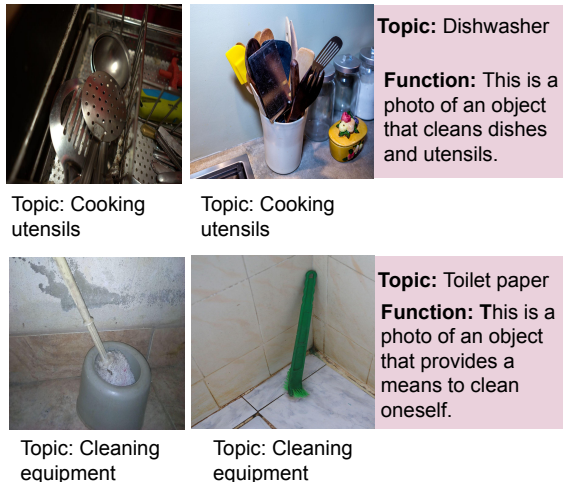 Topic: Dishwasher
Function: This is a
photo of an object
that cleans dishes
and utensils.
Topic: Cooking
utensils
Topic: Cooking
utensils
Topic: Toilet paper
Function: This is a
photo of an object
that provides a
means to clean
oneself.
Topic: Cleaning
equipment
Topic: Cleaning
equipment